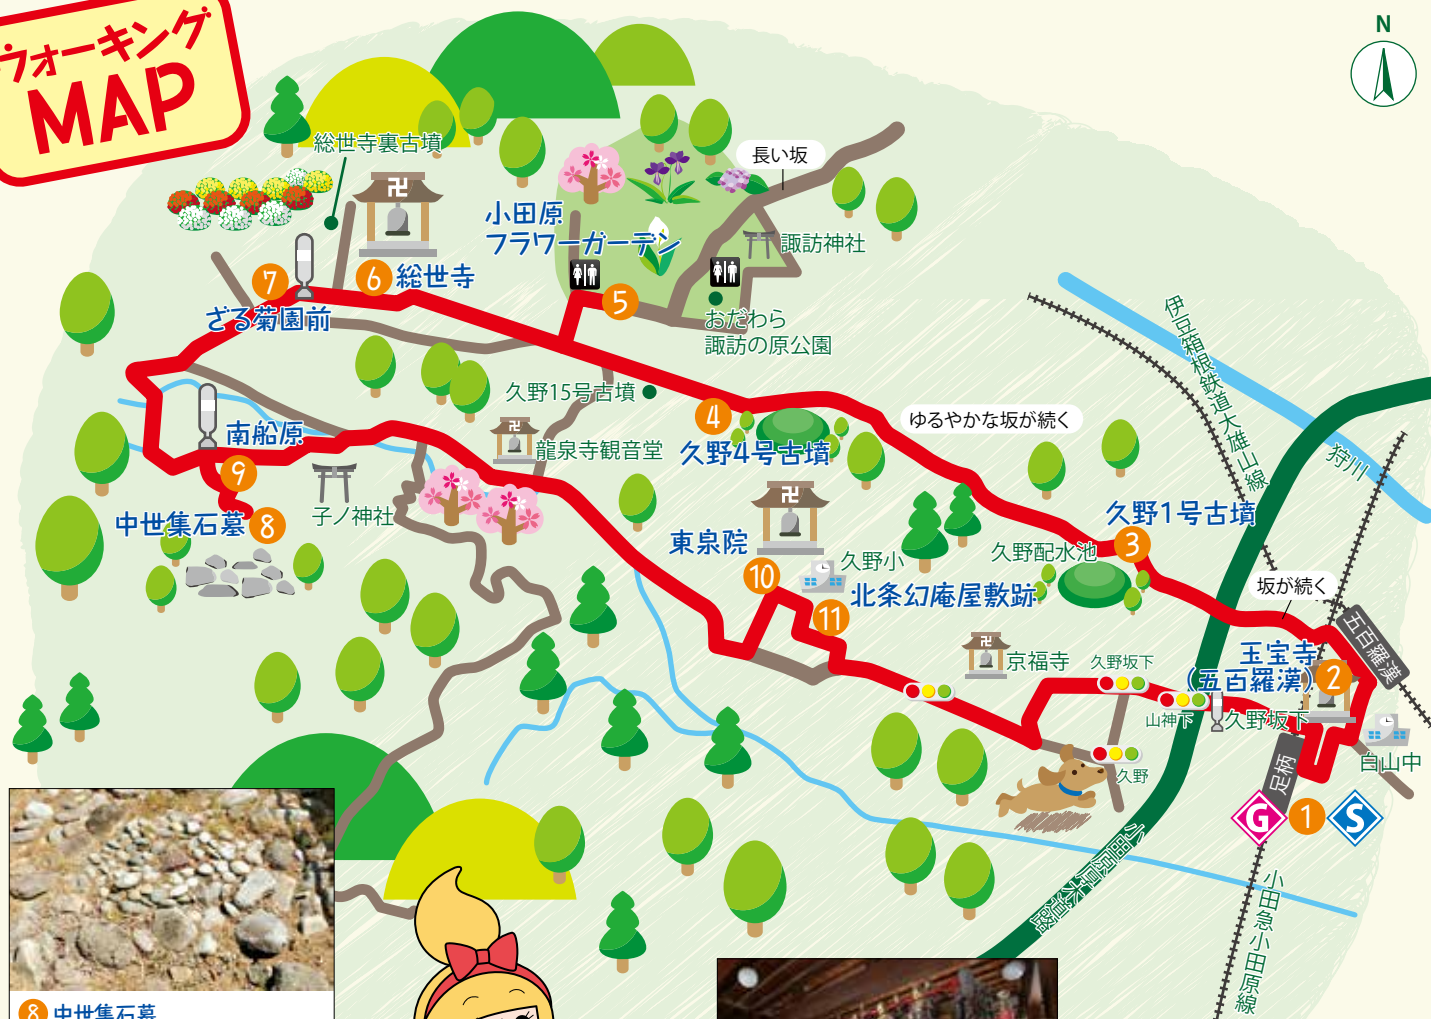 ウォーキング
MAP
N
総世寺裏古墳
長い坂
小田原
フラワーガーデン
諏訪神社
7
6 総世寺
5
ざる菊園前
おだわら
諏訪の原公園
伊豆箱根鉄道大雄山線
狩川
久野15号古墳
4
久野4号古墳
ゆるやかな坂が続く
南船原
龍泉寺観音堂
9
子ノ神社
中世集石墓 8
久野1号古墳
3
東泉院
久野小
久野配水池
10
北条幻庵屋敷跡
11
坂が続く
五百羅漢
玉宝寺
(五百羅漢) 2
京福寺
久野坂下
山神下
久野坂下
白山中
久野
足柄
G 1 S
小田原厚木道路
小田急小田原線
8 中世集石墓